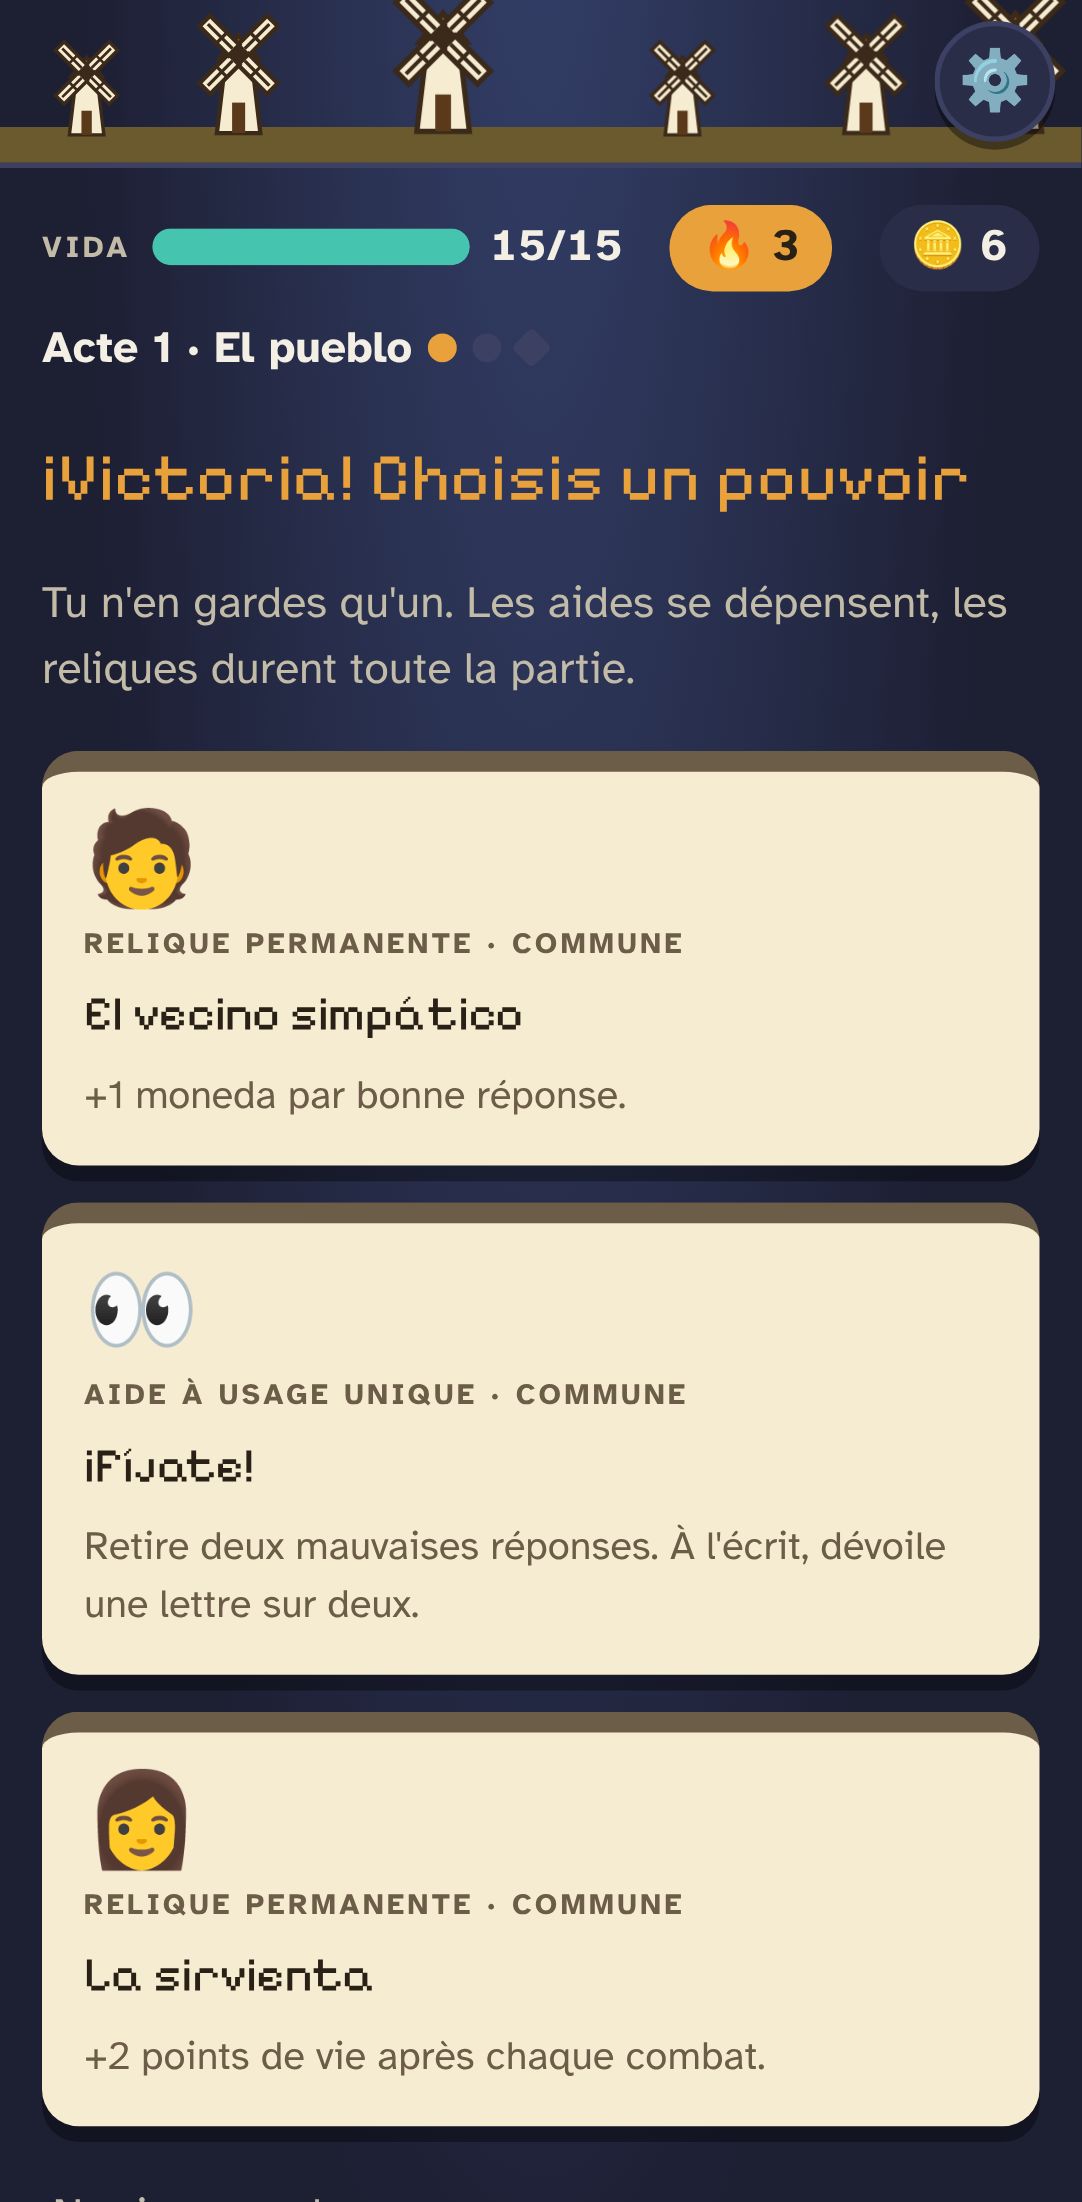 VIDA 15/15 3 6
Acte 1 · El pueblo
¡Victoria! Choisis un pouvoir
Tu n'en gardes qu'un. Les aides se dépensent, les
reliques durent toute la partie.
RELIQUE PERMANENTE · COMMUNE
El vecino simpático
+1 moneda par bonne réponse.
AIDE À USAGE UNIQUE · COMMUNE
¡Fíjate!
Retire deux mauvaises réponses. À l'écrit, dévoile
une lettre sur deux.
RELIQUE PERMANENTE · COMMUNE
La sirvienta
+2 points de vie après chaque combat.